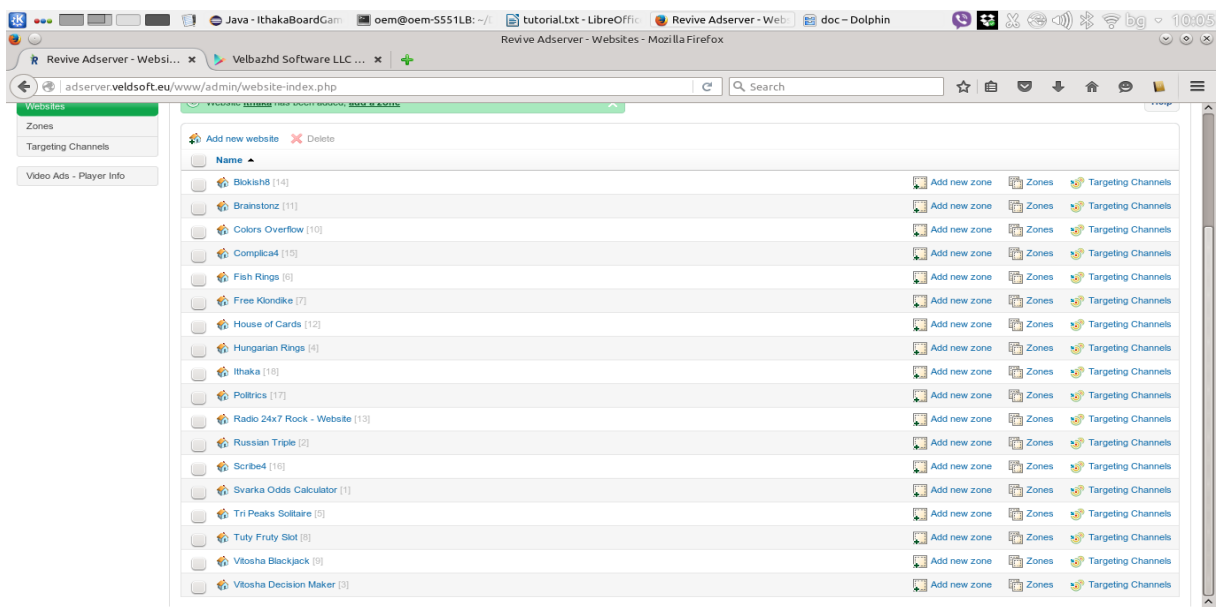 Java - IthakaBoardGam
oem@oem-S551LB: ~/
tutorial.txt - LibreOffic
Revive Adserver - Web
doc – Dolphin
bg
10:05
Revive Adserver - Websites - Mozilla Firefox
Revive Adserver - Websi...
Velbazhd Software LLC ...
adserver.veldsoft.eu/www/admin/website-index.php
Search
Websites
Website Ithaka has been added, add a zone
Help
Zones
Targeting Channels
Video Ads - Player Info
Add new website Delete
Name
Blokish8 [14] Add new zone Zones Targeting Channels
Brainstonz [11] Add new zone Zones Targeting Channels
Colors Overflow [10] Add new zone Zones Targeting Channels
Complica4 [15] Add new zone Zones Targeting Channels
Fish Rings [6] Add new zone Zones Targeting Channels
Free Klondike [7] Add new zone Zones Targeting Channels
House of Cards [12] Add new zone Zones Targeting Channels
Hungarian Rings [4] Add new zone Zones Targeting Channels
Ithaka [18] Add new zone Zones Targeting Channels
Politrics [17] Add new zone Zones Targeting Channels
Radio 24x7 Rock - Website [13] Add new zone Zones Targeting Channels
Russian Triple [2] Add new zone Zones Targeting Channels
Scribe4 [16] Add new zone Zones Targeting Channels
Svarka Odds Calculator [1] Add new zone Zones Targeting Channels
Tri Peaks Solitaire [5] Add new zone Zones Targeting Channels
Tuty Fruty Slot [8] Add new zone Zones Targeting Channels
Vitosha Blackjack [9] Add new zone Zones Targeting Channels
Vitosha Decision Maker [3] Add new zone Zones Targeting Channels